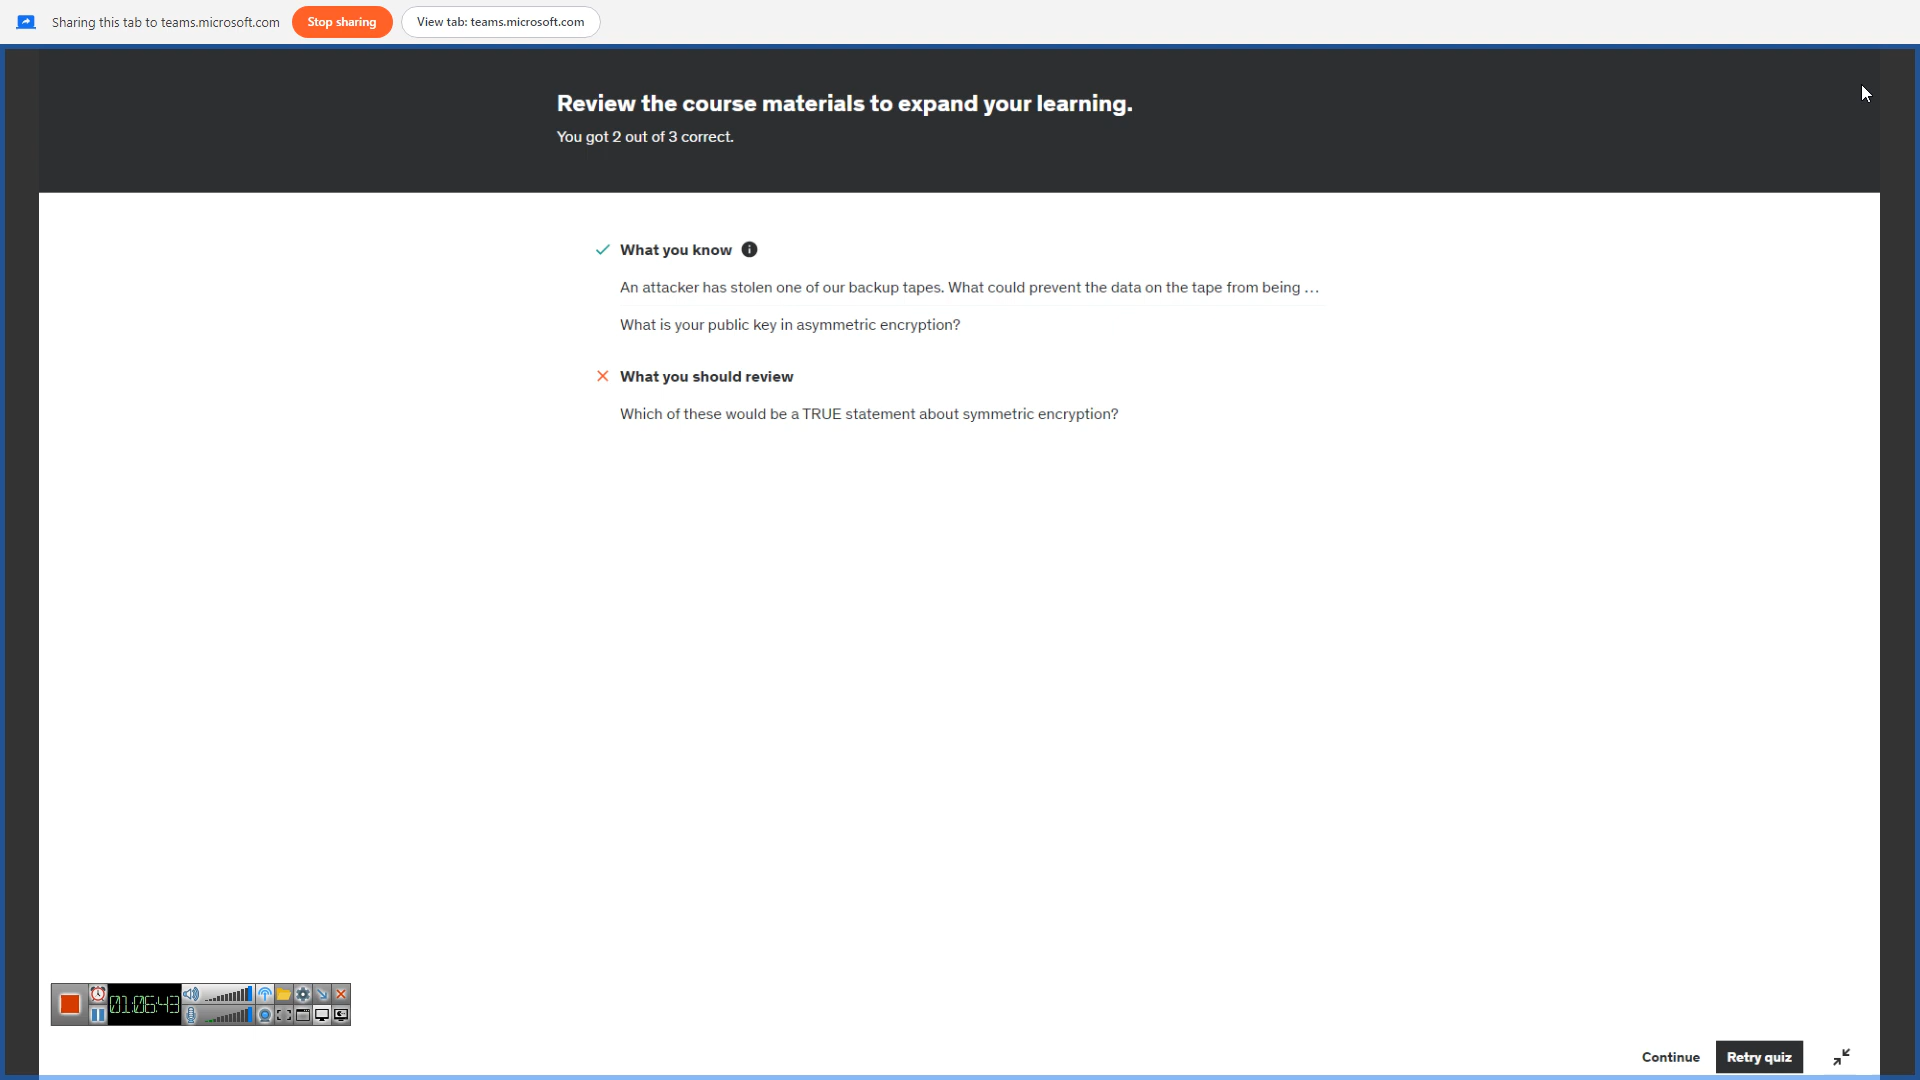 Sharing this tab to teams.microsoft.com
Stop sharing
View tab: teams.microsoft.com
Review the course materials to expand your learning.
You got 2 out of 3 correct.
What you know
An attacker has stolen one of our backup tapes. What could prevent the data on the tape from being ...
What is your public key in asymmetric encryption?
What you should review
Which of these would be a TRUE statement about symmetric encryption?
01:06:43
Continue
Retry quiz